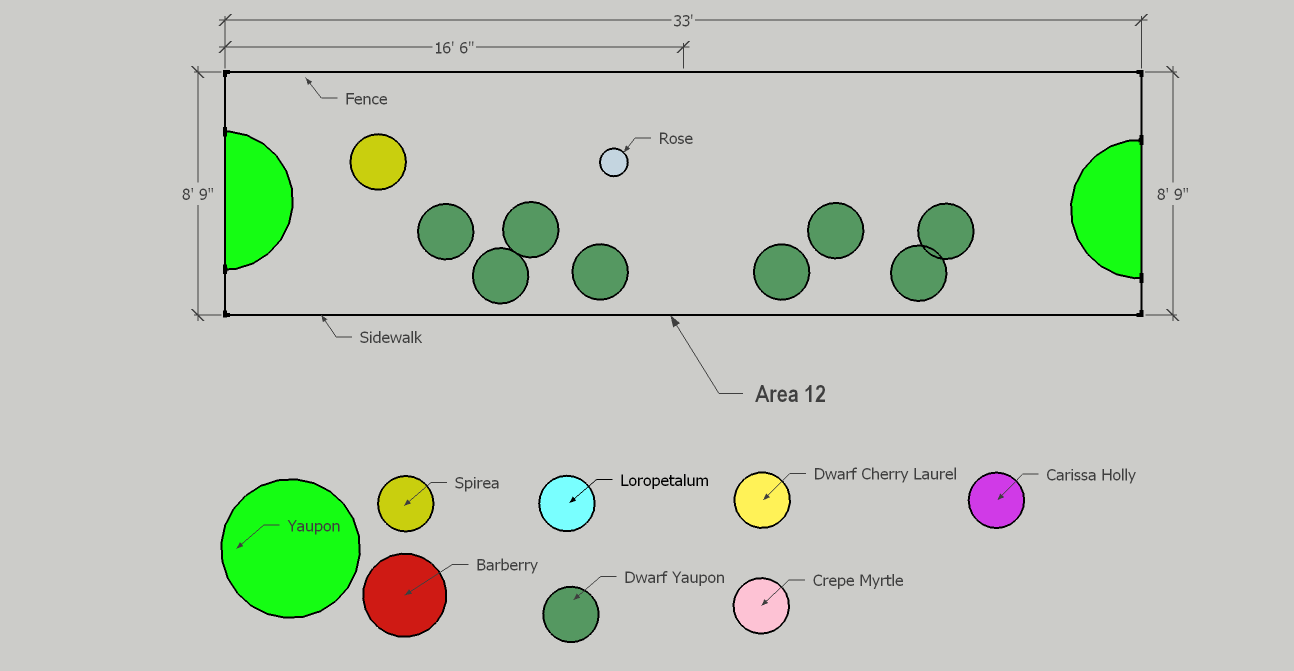 33'
16' 6"
Fence
Rose
8' 9"
8' 9"
Sidewalk
Area 12
Spirea
Loropetalum
Dwarf Cherry Laurel
Carissa Holly
Yaupon
Barberry
Dwarf Yaupon
Crepe Myrtle